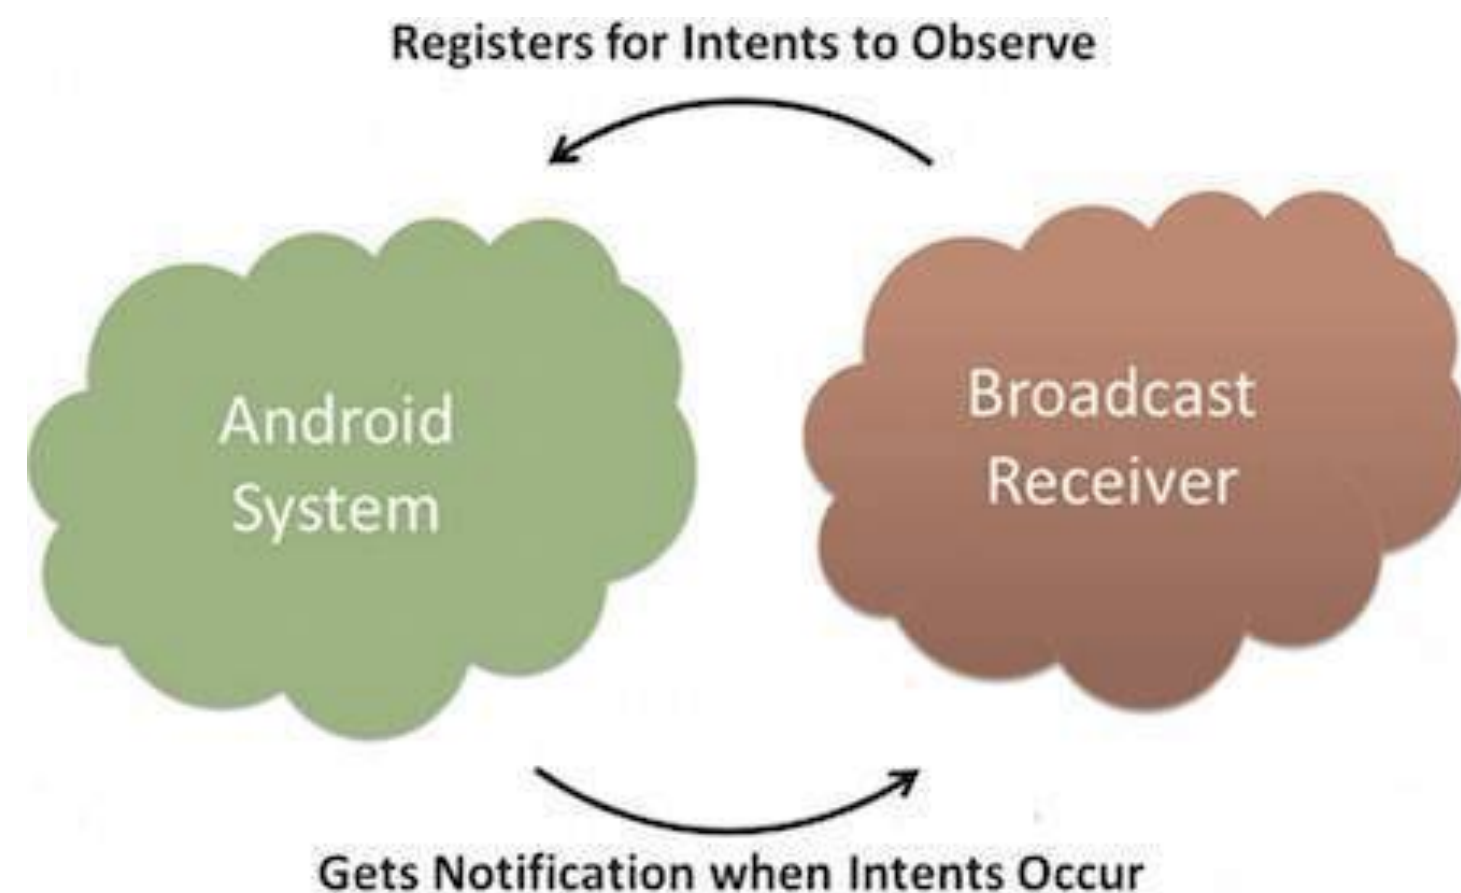 Registers for Intents to Observe
Android
System
Broadcast
Receiver
Gets Notification when Intents Occur